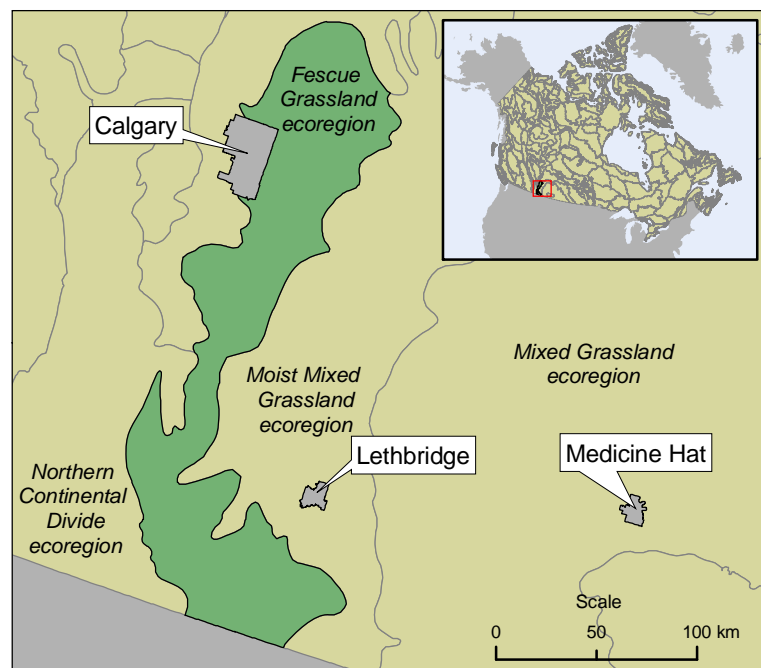 Fescue
Grassland
ecoregion
Calgary
Mixed Grassland
ecoregion
Moist Mixed
Grassland
ecoregion
Lethbridge
Medicine Hat
Northern
Continental
Divide
ecoregion
Scale
0 50 100 km